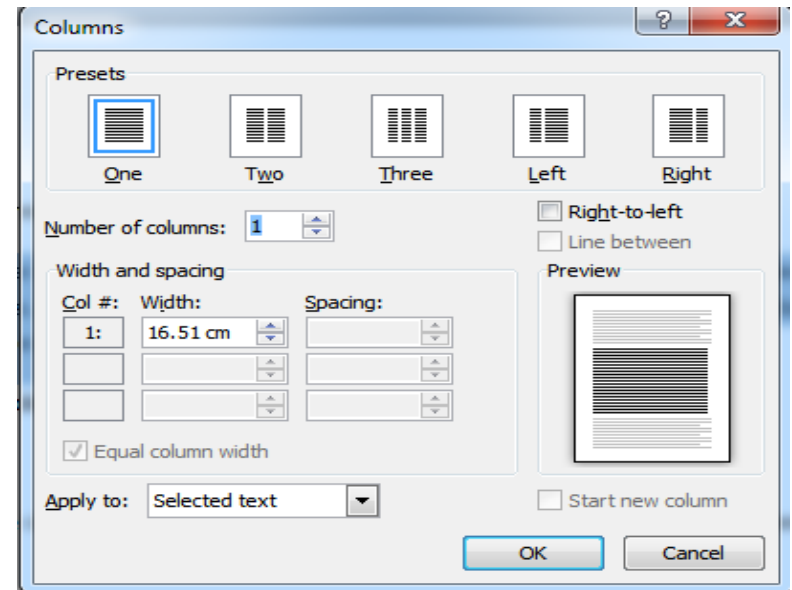 Columns
Presets
One Two Three Left Right
Number of columns: 1
Right-to-left
Line between
Width and spacing
Col #: Width: Spacing:
1: 16.51 cm
Equal column width
Preview
Apply to: Selected text
Start new column
OK Cancel